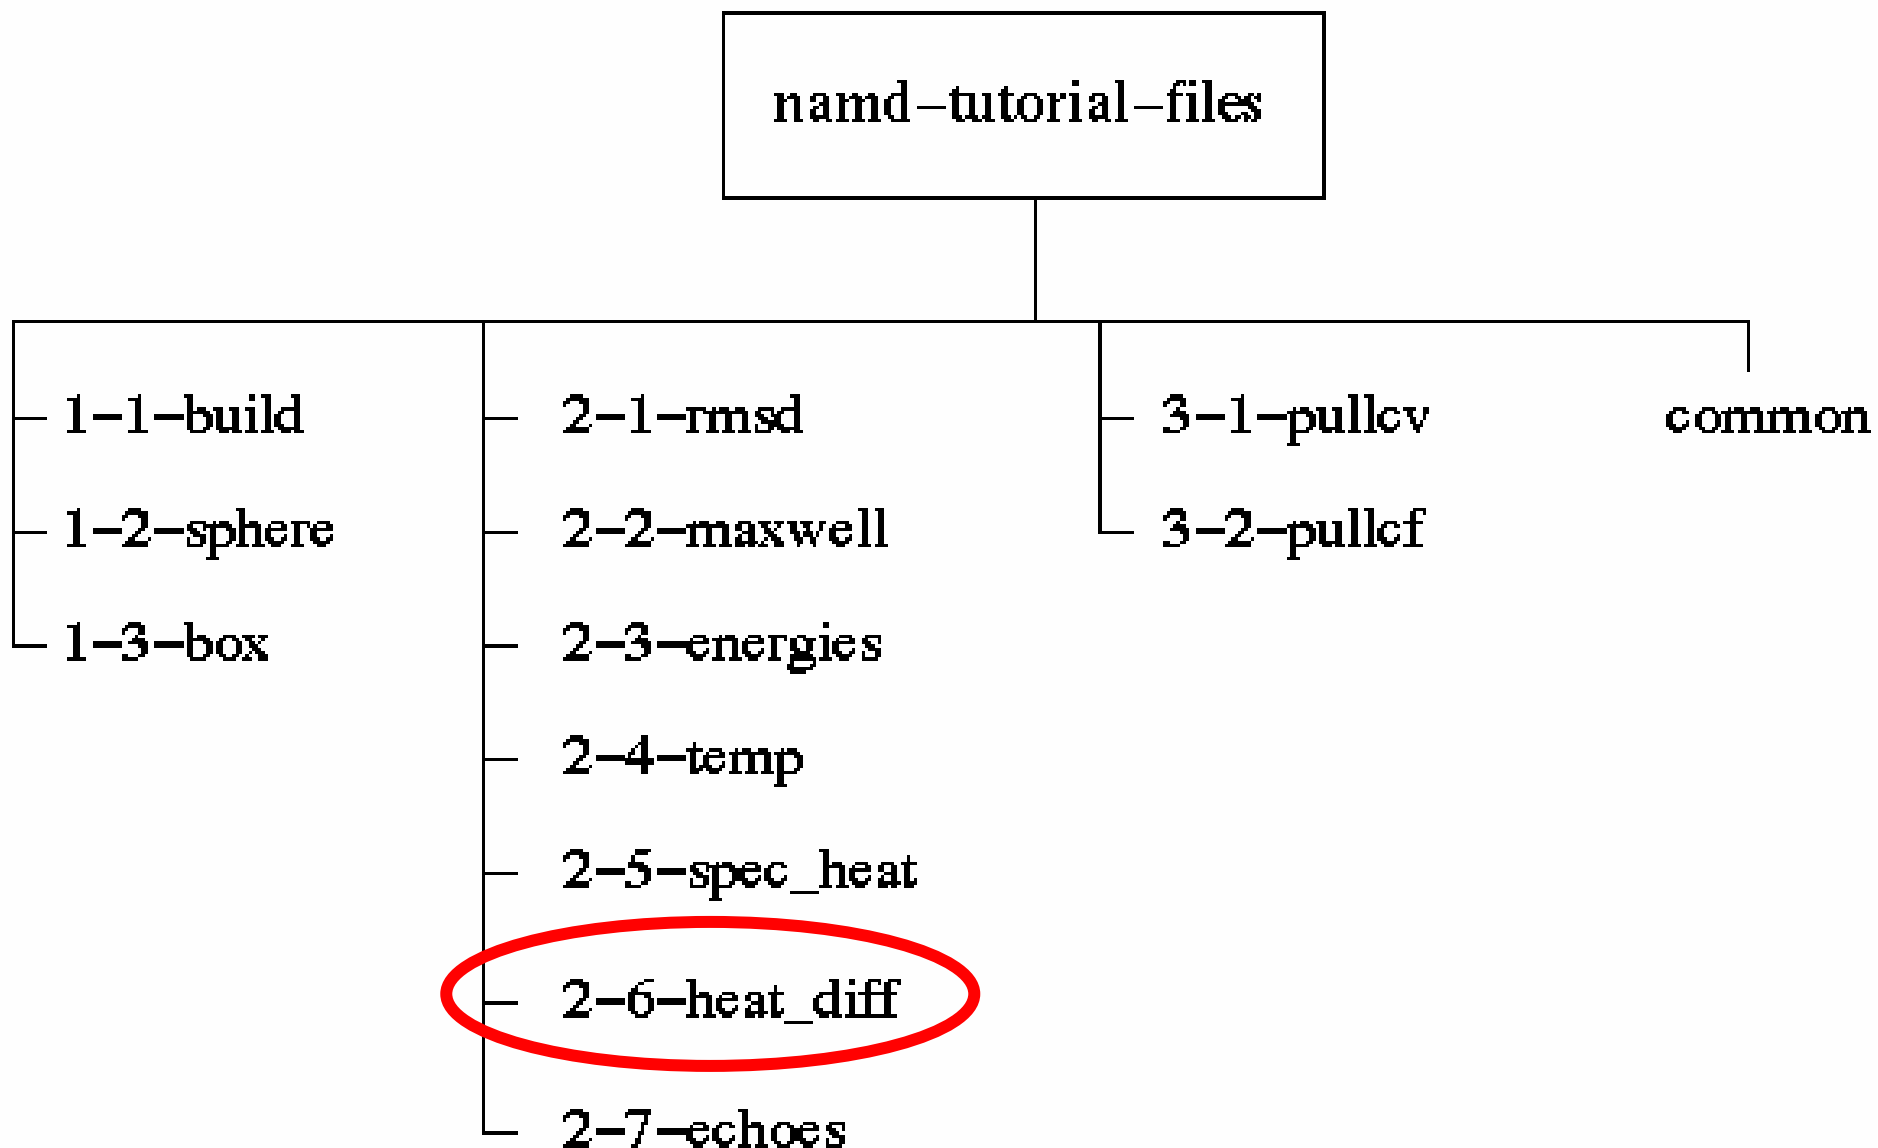 namd-tutorial-files
1-1-build
1-2-sphere
1-3-box
2-1-rmsd
2-2-maxwell
2-3-energies
2-4-temp
2-5-spec_heat
2-6-heat_diff
2-7-echoes
3-1-pullcv
3-2-pullcf
common